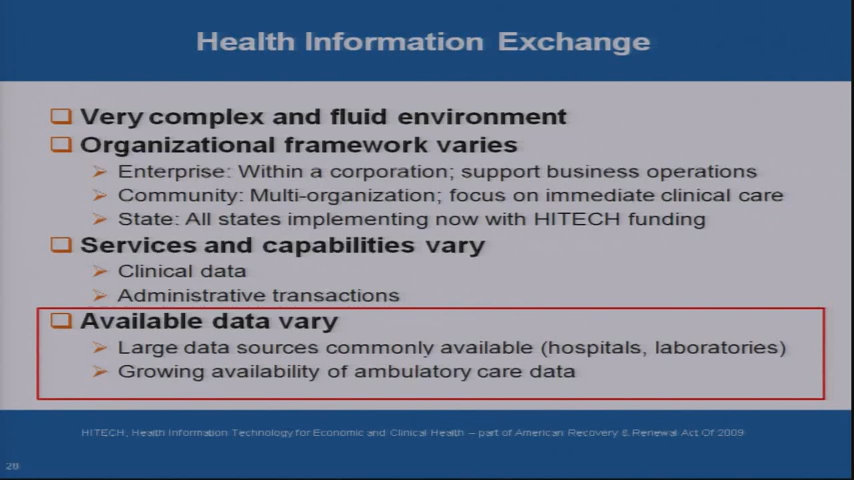 Health Information Exchange
Very complex and fluid environment
Organizational framework varies
Enterprise: Within a corporation; support business operations
Community: Multi-organization; focus on immediate clinical care
State: All states implementing now with HITECH funding
Services and capabilities vary
Clinical data
Administrative transactions
Available data vary
Large data sources commonly available (hospitals, laboratories)
Growing availability of ambulatory care data
HITECH, Health Information Technology for Economic and Clinical Health – part of American Recovery & Renewal Act Of 2009
28